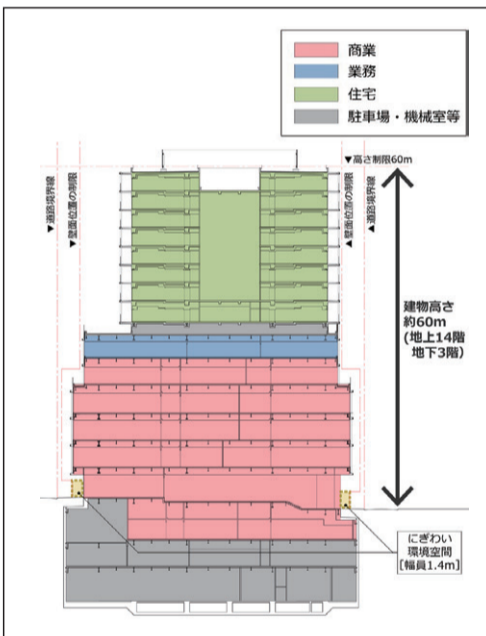 商業
業務
住宅
駐車場・機械室等
▼高さ制限60m
▼道路境界線
▼壁面位置の制限
▲壁面位置の制限
▲道路境界線
建物高さ
約60m
(地上14階
地下3階)
にぎわい
環境空間
[幅員1.4m]